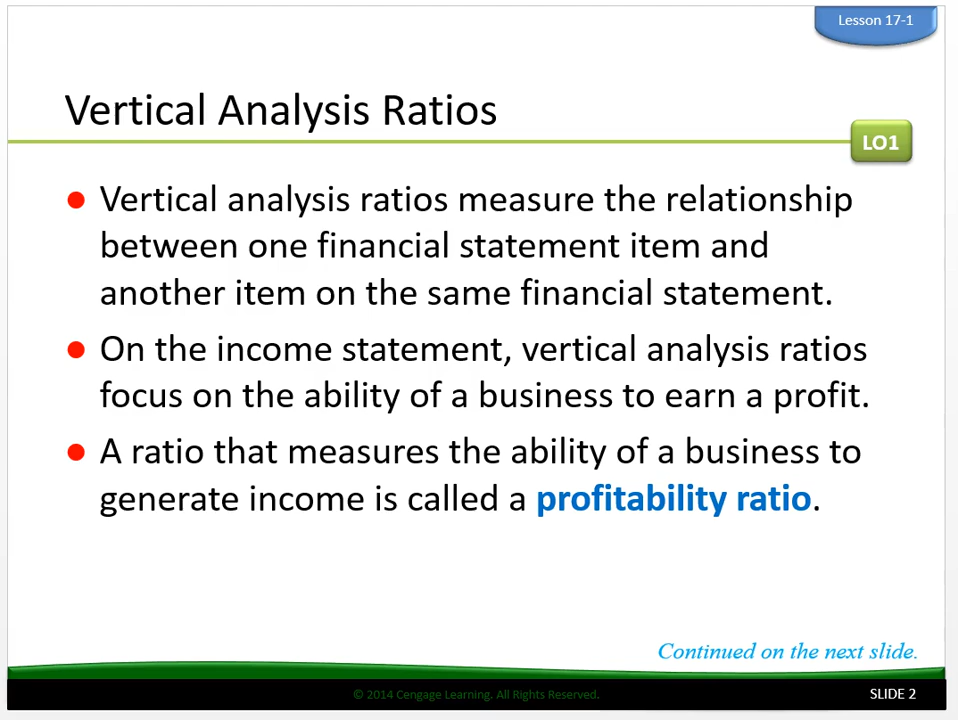 Lesson 17-1
Vertical Analysis Ratios
LO1
● Vertical analysis ratios measure the relationship
between one financial statement item and
another item on the same financial statement.
● On the income statement, vertical analysis ratios
focus on the ability of a business to earn a profit.
● A ratio that measures the ability of a business to
generate income is called a profitability ratio.
Continued on the next slide.
© 2014 Cengage Learning. All Rights Reserved.
SLIDE 2